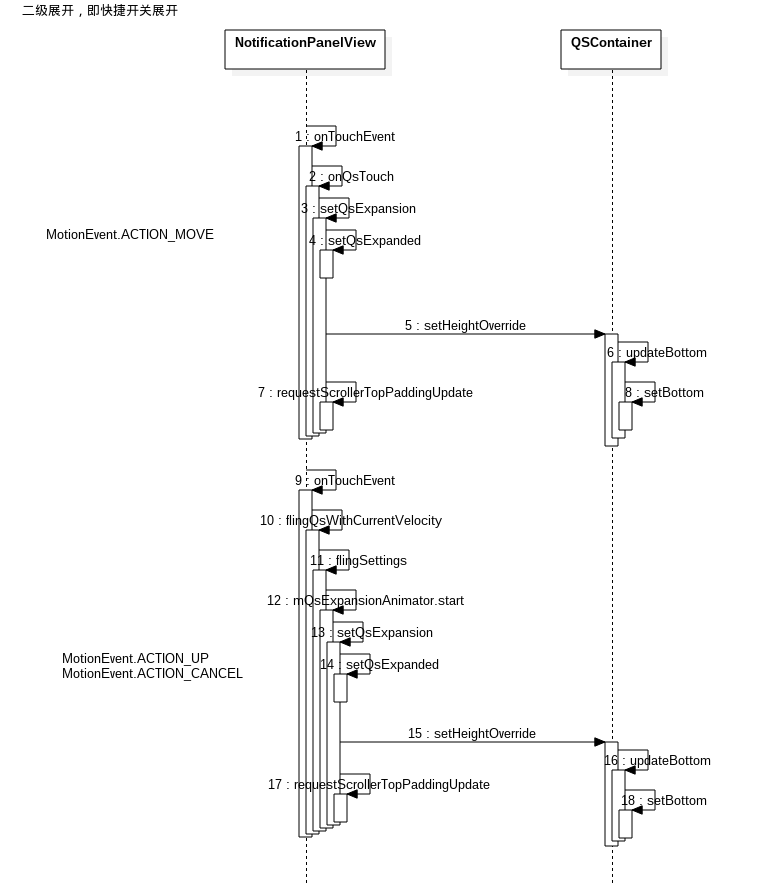 二级展开，即快捷开关展开
NotificationPanelView
QSContainer
1 : onTouchEvent
2 : onQsTouch
3 : setQsExpansion
MotionEvent.ACTION_MOVE
4 : setQsExpanded
5 : setHeightOverride
6 : updateBottom
7 : requestScrollerTopPaddingUpdate
8 : setBottom
9 : onTouchEvent
10 : flingQsWithCurrentVelocity
11 : flingSettings
12 : mQsExpansionAnimator.start
13 : setQsExpansion
MotionEvent.ACTION_UP
14 : setQsExpanded
MotionEvent.ACTION_CANCEL
15 : setHeightOverride
16 : updateBottom
17 : requestScrollerTopPaddingUpdate
18 : setBottom